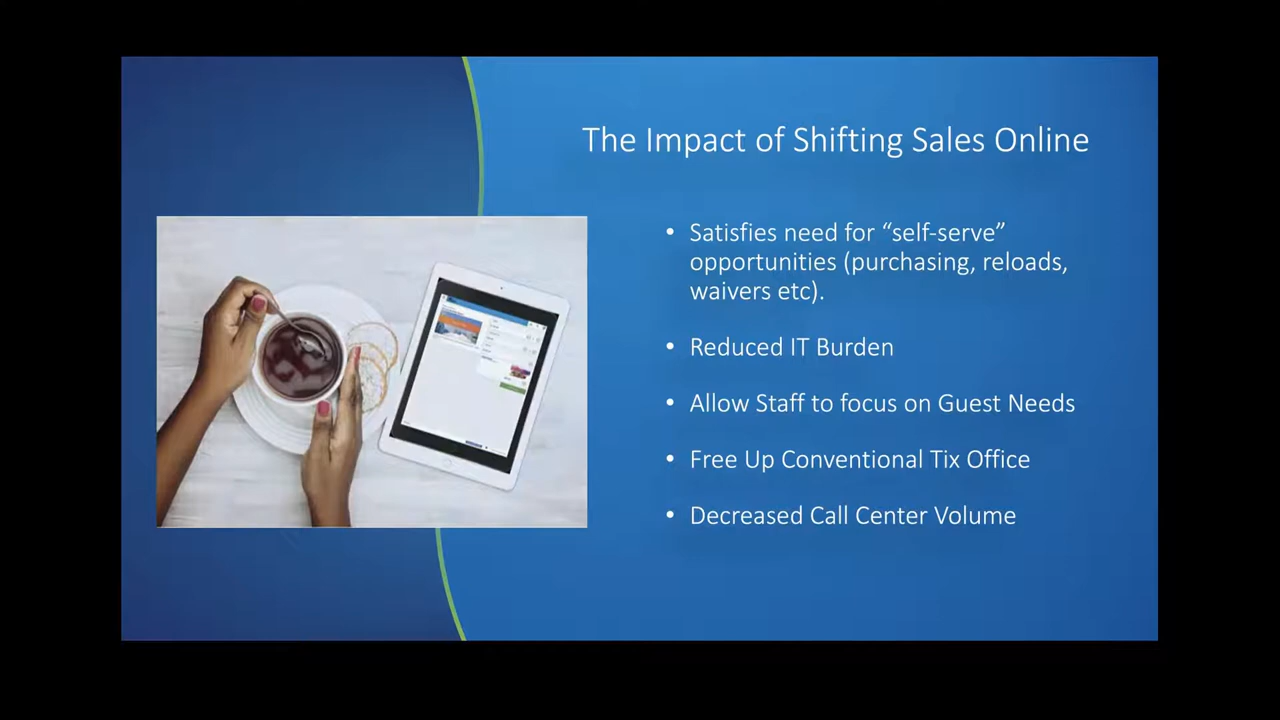 The Impact of Shifting Sales Online
• Satisfies need for “self-serve”
opportunities (purchasing, reloads,
waivers etc).
• Reduced IT Burden
• Allow Staff to focus on Guest Needs
• Free Up Conventional Tix Office
• Decreased Call Center Volume